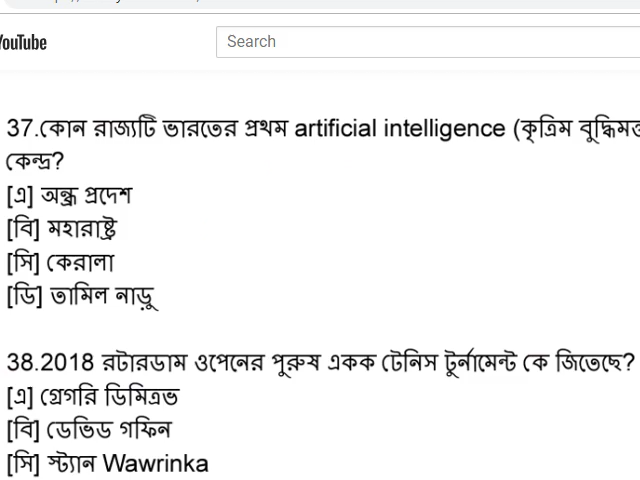 YouTube
Search
37.কোন রাজ্যটি ভারতের প্রথম artificial intelligence (কৃত্রিম
কেন্দ্র?
[এ] অন্ধ্র প্রদেশ
[বি] মহারাষ্ট্র
[সি] কেরালা
[ডি] তামিল নাড়ু
38.2018 রটারডাম ওপেনের পুরুষ একক টেনিস টুর্নামেন্ট কে জিতেছে?
[এ] গ্রেগরি ডিমিত্রভ
[বি] ডেভিড গফিন
[সি] স্ট্যান Wawrinka